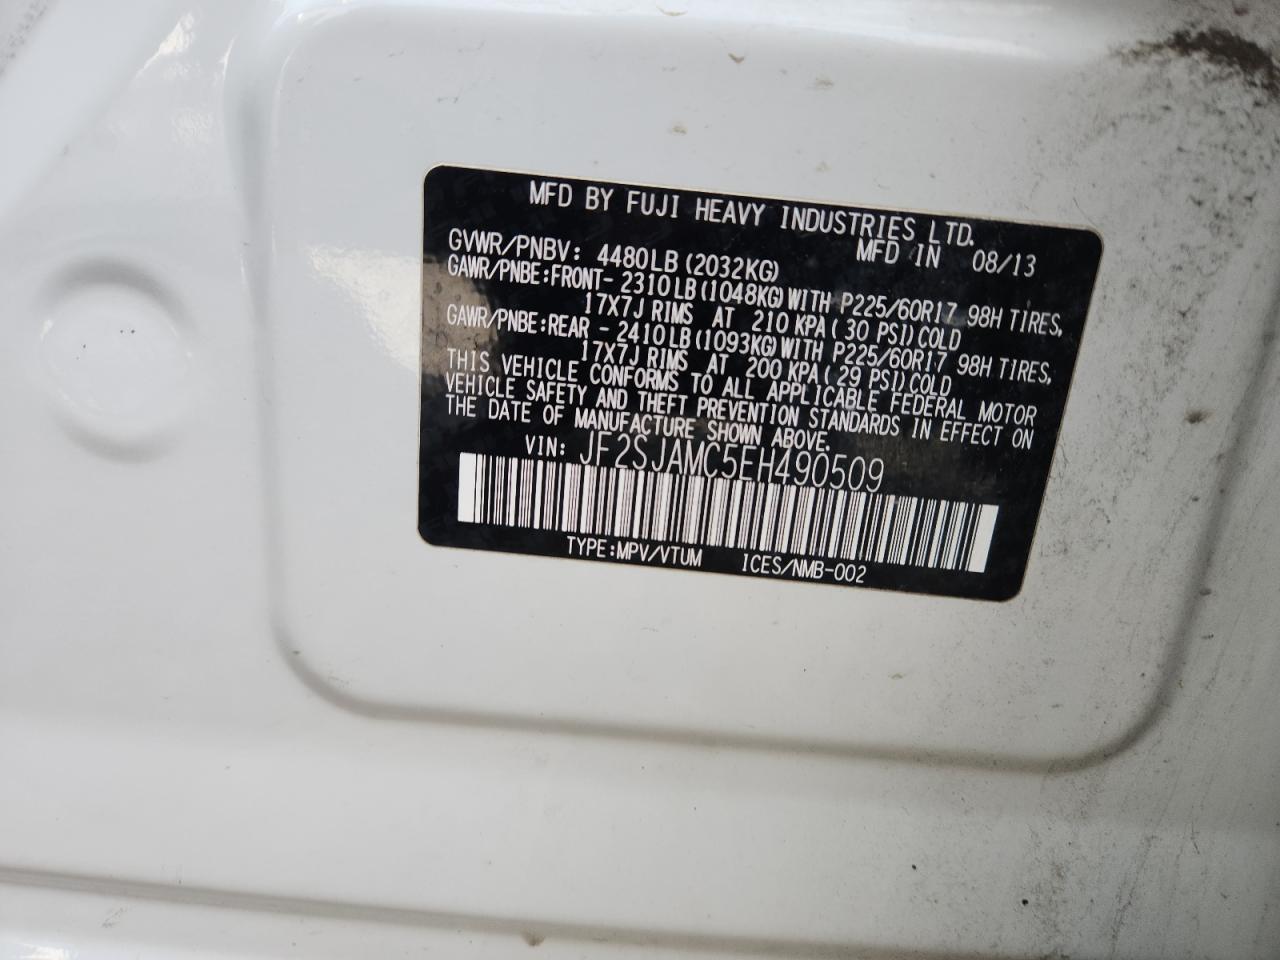 MFD BY FUJI HEAVY INDUSTRIES LTD.
MFD IN 08/13
GVWR/PNBV: 4480LB(2032KG)
GAWR/PNBE:FRONT- 2310LB(1048KG)WITH P225/60R17 98H TIRES,
17X7J RIMS AT 210 KPA(30 PSI)COLD
GAWR/PNBE:REAR - 2410LB(1093KG)WITH P225/60R17 98H TIRES,
17X7J RIMS AT 200 KPA(29 PSI)COLD
THIS VEHICLE CONFORMS TO ALL APPLICABLE FEDERAL MOTOR
VEHICLE SAFETY AND THEFT PREVENTION STANDARDS IN EFFECT ON
THE DATE OF MANUFACTURE SHOWN ABOVE.
VIN: JF2SJAMC5EH490509
TYPE:MPV/VTUM ICES/NMB-002